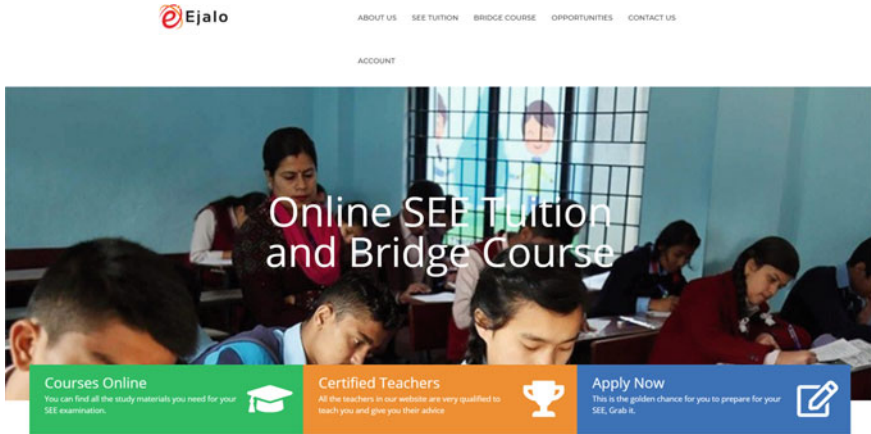 Ejalo
ABOUT US SEE TUITION BRIDGE COURSE OPPORTUNITIES CONTACT US
ACCOUNT
Online SEE Tuition
and Bridge Course
Courses Online
You can find all the study materials you need for your
SEE examination.
Certified Teachers
All the teachers in our website are very qualified to
teach you and give you their advice
Apply Now
This is the golden chance for you to prepare for your
SEE, Grab it.